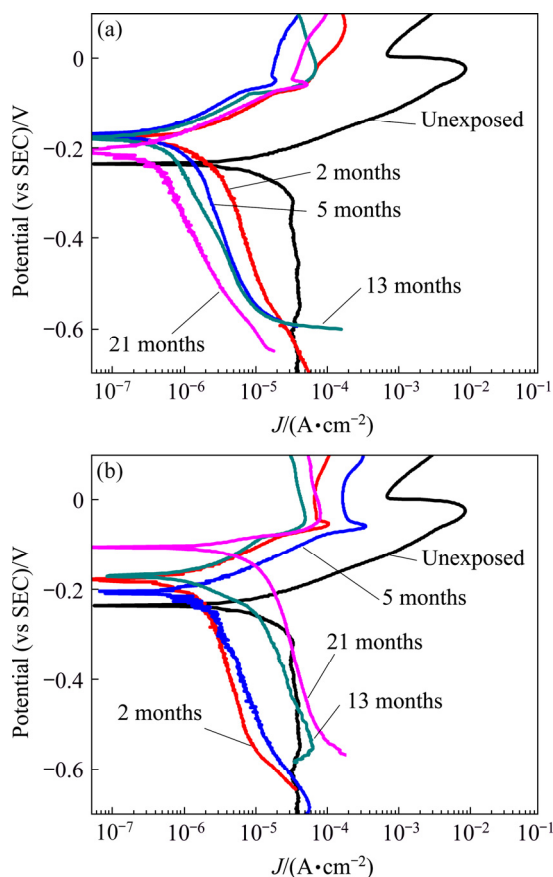 (a)
0
Unexposed
−0.2
2 months
5 months
−0.4
13 months
−0.6
21 months
10⁻⁷ 10⁻⁶ 10⁻⁵ 10⁻⁴ 10⁻³ 10⁻² 10⁻¹
Potential (vs SEC)/V
J/(A•cm⁻²)
(b)
0
Unexposed
−0.2
5 months
21 months
−0.4
2 months
13 months
−0.6
10⁻⁷ 10⁻⁶ 10⁻⁵ 10⁻⁴ 10⁻³ 10⁻² 10⁻¹
Potential (vs SEC)/V
J/(A•cm⁻²)